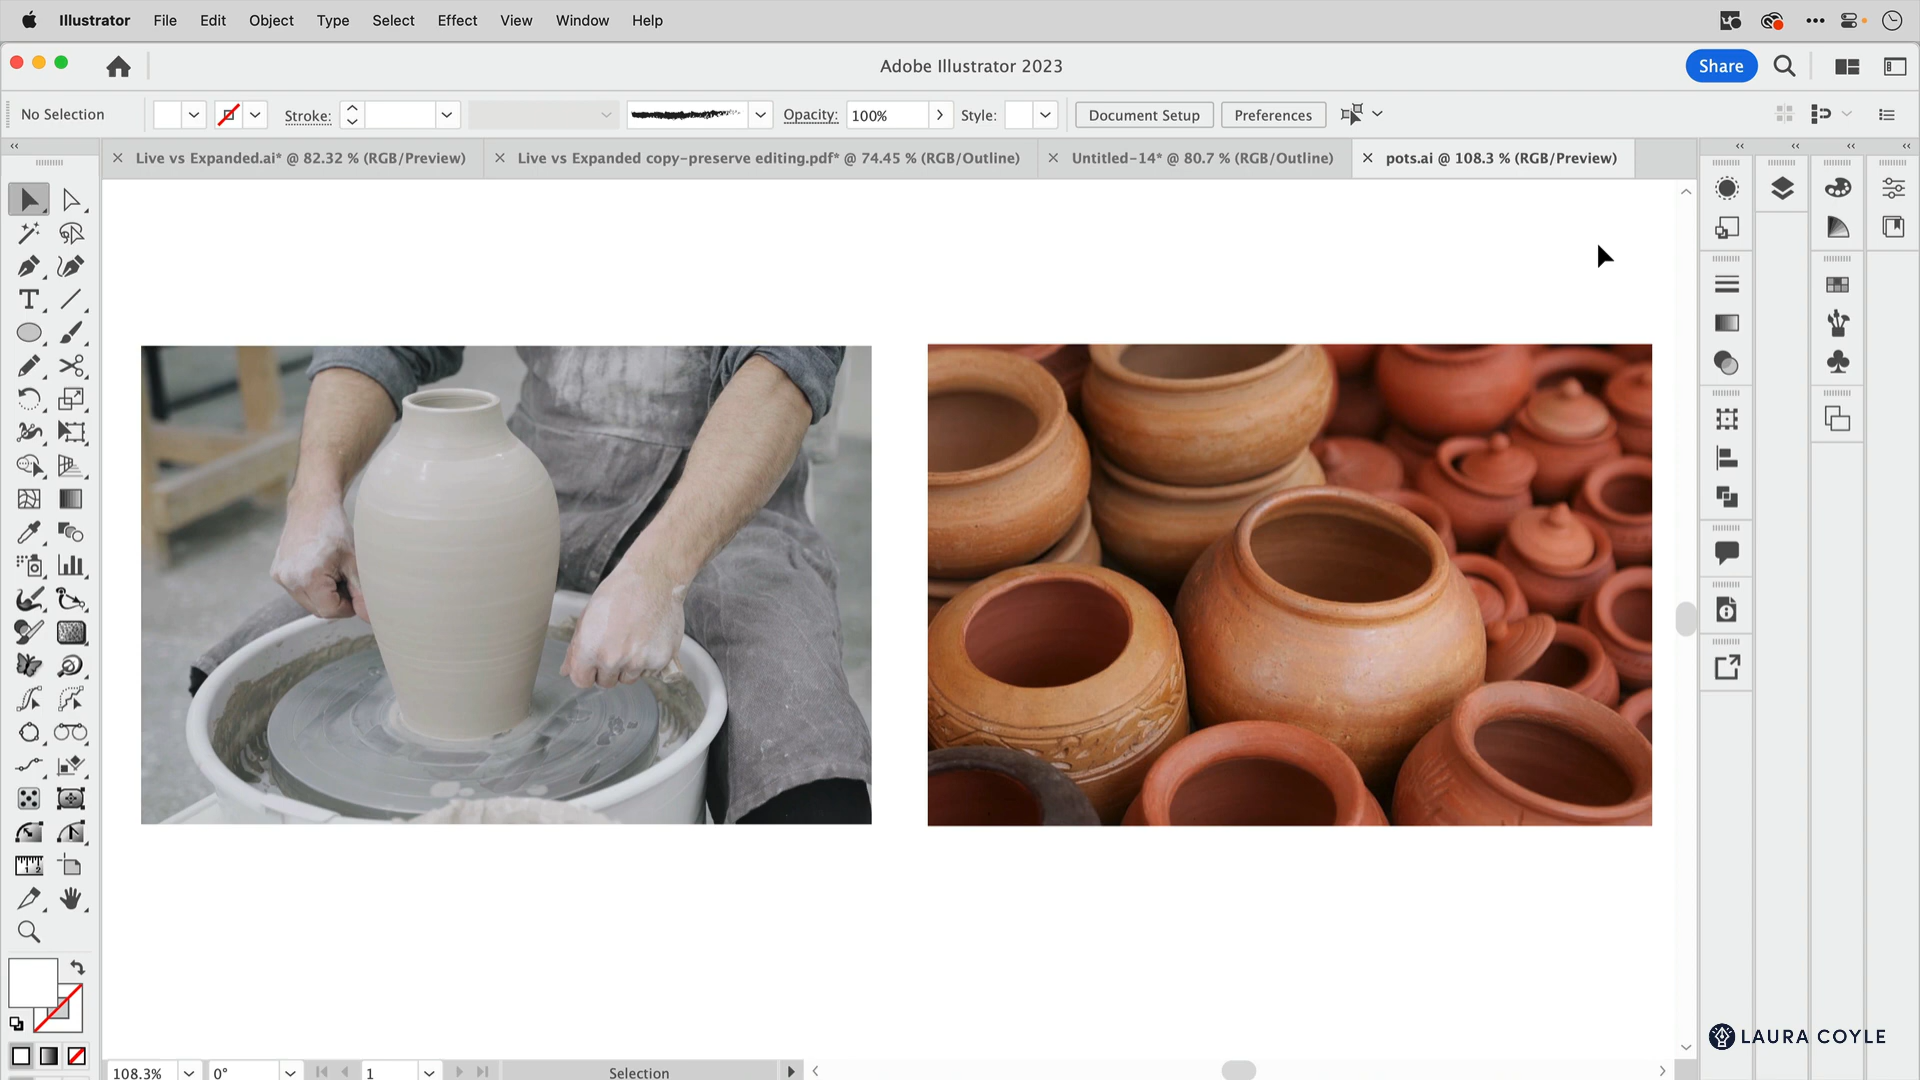 Illustrator File Edit Object Type Select Effect View Window Help
Adobe Illustrator 2023
Share
No Selection
Stroke:
Opacity:
100%
Style:
Document Setup
Preferences
Live vs Expanded.ai* @ 82.32 % (RGB/Preview)
Live vs Expanded copy-preserve editing.pdf* @ 74.45 % (RGB/Outline)
Untitled-14* @ 80.7 % (RGB/Outline)
pots.ai @ 108.3 % (RGB/Preview)
LAURA COYLE
108.3%
0°
1
Selection